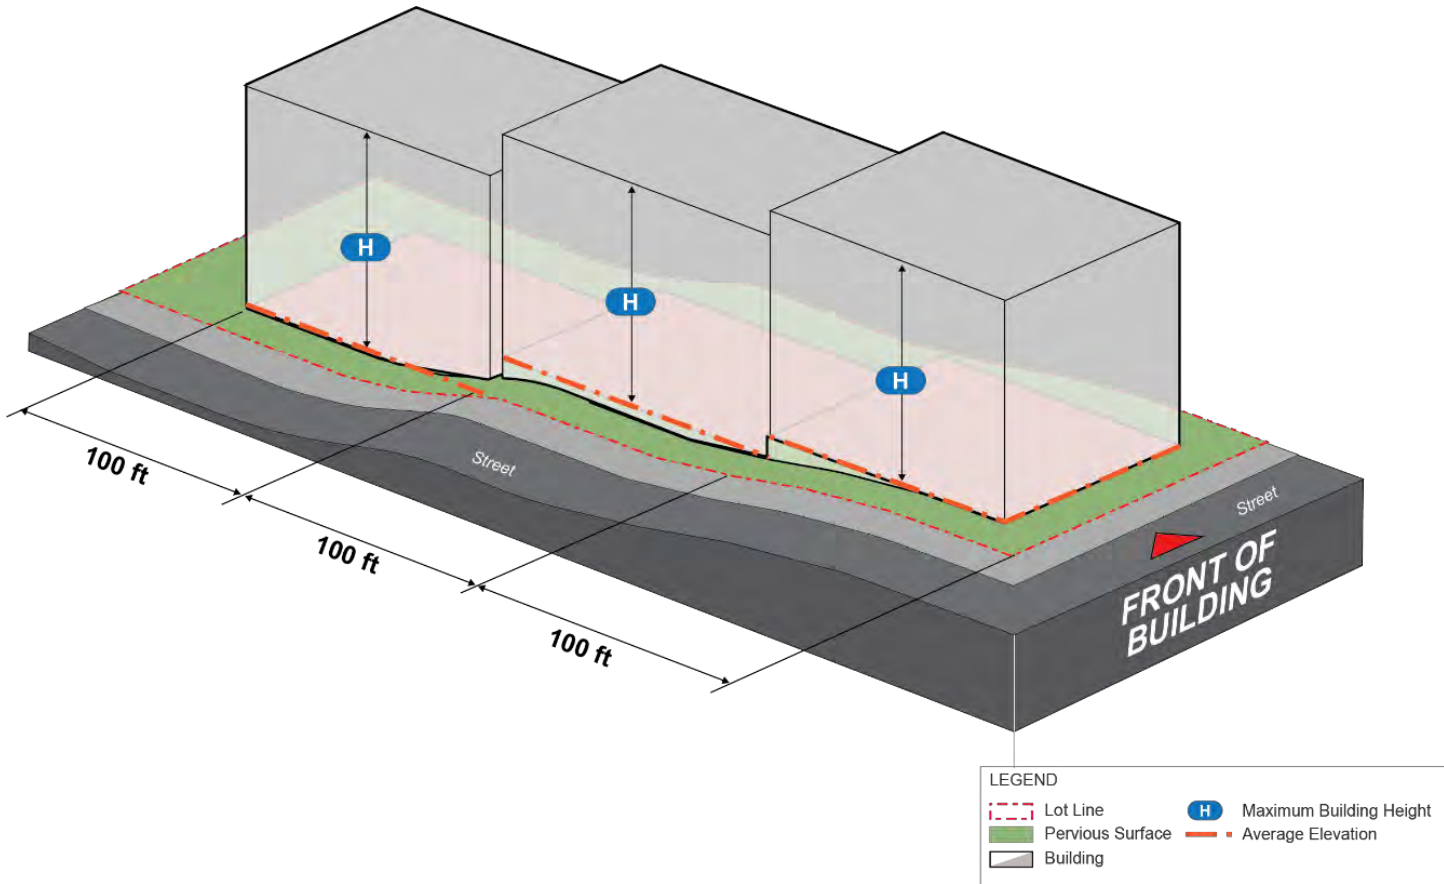 H
H
H
100 ft
100 ft
100 ft
Street
Street
FRONT OF
BUILDING
LEGEND
Lot Line
H Maximum Building Height
Pervious Surface
Average Elevation
Building